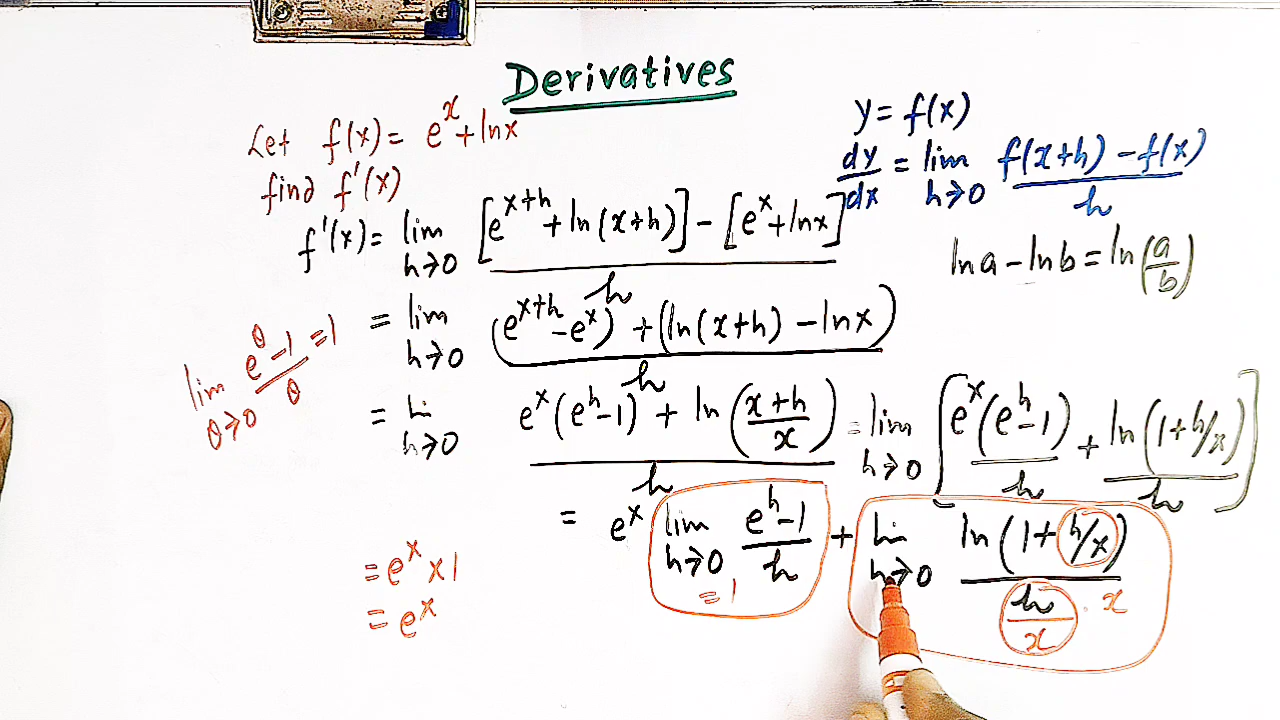 Derivatives
Let f(x) = e^x + ln x
find f'(x)
y = f(x)
dy/dx = lim h→0 (f(x+h) - f(x))/h
ln a - ln b = ln(a/b)
f'(x) = lim h→0 ([e^(x+h) + ln(x+h)] - [e^x + ln x])/h
= lim h→0 ((e^(x+h) - e^x) + (ln(x+h) - ln x))/h
lim θ→0 (e^θ - 1)/θ = 1
= li h→0 (e^x(e^h - 1) + ln((x+h)/x))/h = lim h→0 [e^x(e^h - 1)/h + ln(1 + h/x)/h]
= e^x lim h→0 (e^h - 1)/h + lim h→0 ln(1 + h/x)/(h/x · x)
= 1
= e^x × 1
= e^x